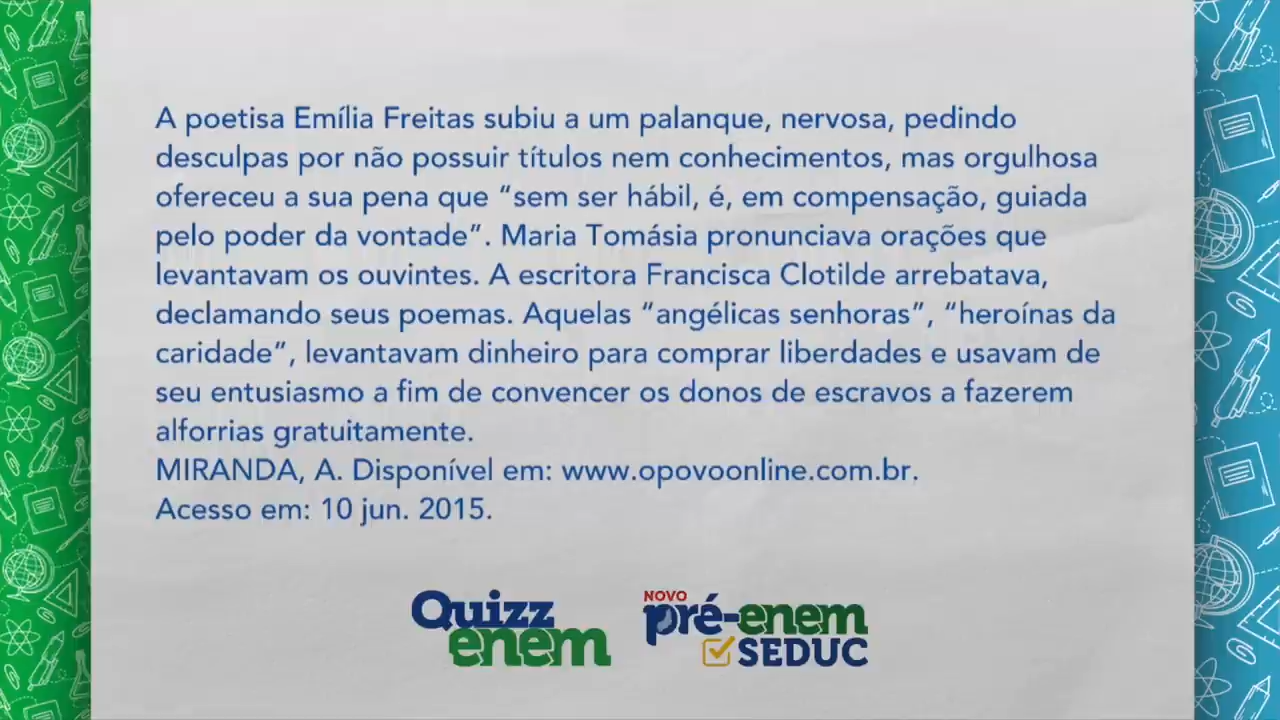 A poetisa Emília Freitas subiu a um palanque, nervosa, pedindo
desculpas por não possuir títulos nem conhecimentos, mas orgulhosa
ofereceu a sua pena que “sem ser hábil, é, em compensação, guiada
pelo poder da vontade”. Maria Tomásia pronunciava orações que
levantavam os ouvintes. A escritora Francisca Clotilde arrebatava,
declamando seus poemas. Aquelas “angélicas senhoras”, “heroínas da
caridade”, levantavam dinheiro para comprar liberdades e usavam de
seu entusiasmo a fim de convencer os donos de escravos a fazerem
alforrias gratuitamente.
MIRANDA, A. Disponível em: www.opovoonline.com.br.
Acesso em: 10 jun. 2015.
Quizz
enem
NOVO
pré-enem
SEDUC